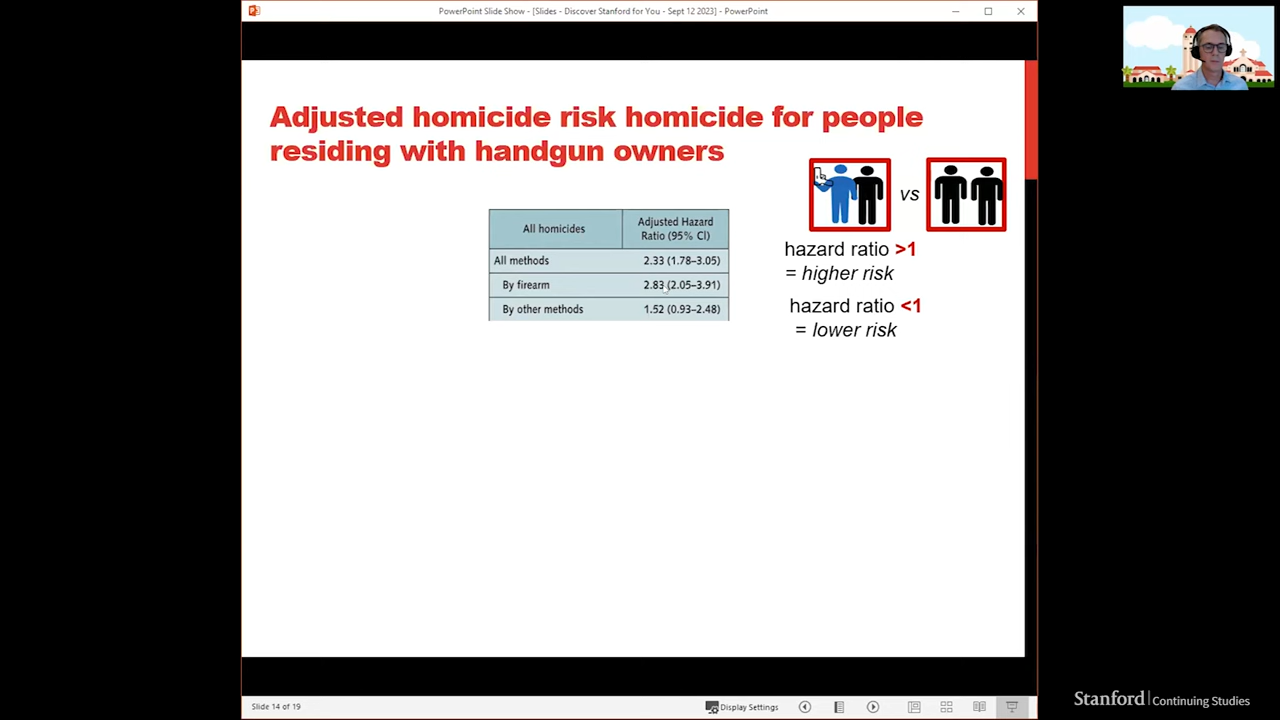 PowerPoint Slide Show - [Slides - Discover Stanford for You - Sept 12 2023] - PowerPoint
Adjusted homicide risk homicide for people
residing with handgun owners
vs
All homicides
Adjusted Hazard
Ratio (95% CI)
All methods 2.33 (1.78–3.05)
By firearm 2.83 (2.05–3.91)
By other methods 1.52 (0.93–2.48)
hazard ratio >1
= higher risk
hazard ratio <1
= lower risk
Slide 14 of 19
Display Settings
Stanford | Continuing Studies